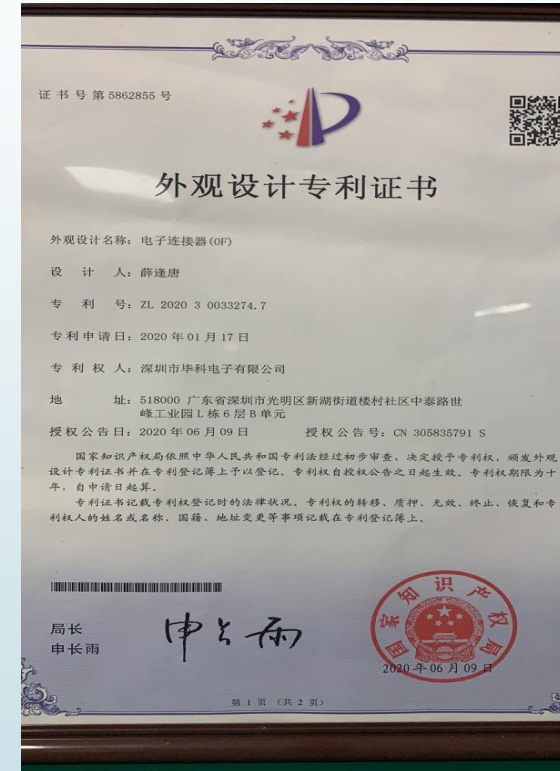 证书号第5862855号
外观设计专利证书
外观设计名称：电子连接器(OF)
设计人：薛逢唐
专利号：ZL 2020 3 0033274.7
专利申请日：2020年01月17日
专利权人：深圳市毕科电子有限公司
地址：518000 广东省深圳市光明区新湖街道楼村社区中泰路世
峰工业园L栋6层B单元
授权公告日：2020年06月09日 授权公告号：CN 305835791 S
国家知识产权局依照中华人民共和国专利法经过初步审查，决定授予专利权，颁发外观
设计专利证书并在专利登记簿上予以登记。专利权自授权公告之日起生效。专利权期限为十
年，自申请日起算。
专利证书记载专利权登记时的法律状况。专利权的转移、质押、无效、终止、恢复和专
利权人的姓名或名称、国籍、地址变更等事项记载在专利登记簿上。
局长
申长雨
申长雨
国家知识产权局
2020年06月09日
第1页（共2页）